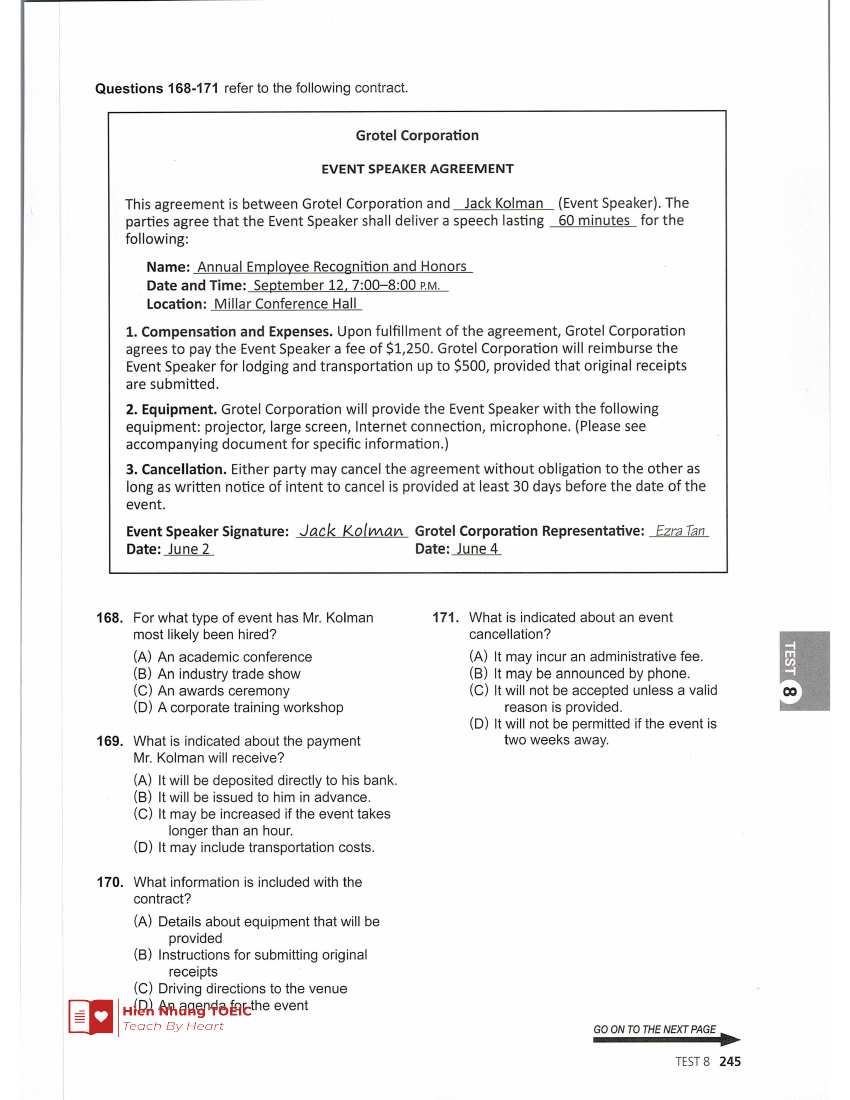 Questions 168-171 refer to the following contract.
Grotel Corporation
EVENT SPEAKER AGREEMENT
This agreement is between Grotel Corporation and Jack Kolman (Event Speaker). The
parties agree that the Event Speaker shall deliver a speech lasting 60 minutes for the
following:
Name: Annual Employee Recognition and Honors
Date and Time: September 12, 7:00–8:00 P.M.
Location: Millar Conference Hall
1. Compensation and Expenses. Upon fulfillment of the agreement, Grotel Corporation
agrees to pay the Event Speaker a fee of $1,250. Grotel Corporation will reimburse the
Event Speaker for lodging and transportation up to $500, provided that original receipts
are submitted.
2. Equipment. Grotel Corporation will provide the Event Speaker with the following
equipment: projector, large screen, Internet connection, microphone. (Please see
accompanying document for specific information.)
3. Cancellation. Either party may cancel the agreement without obligation to the other as
long as written notice of intent to cancel is provided at least 30 days before the date of the
event.
Event Speaker Signature: Jack Kolman Grotel Corporation Representative: Ezra Tan
Date: June 2 Date: June 4
168. For what type of event has Mr. Kolman
most likely been hired?
(A) An academic conference
(B) An industry trade show
(C) An awards ceremony
(D) A corporate training workshop
169. What is indicated about the payment
Mr. Kolman will receive?
(A) It will be deposited directly to his bank.
(B) It will be issued to him in advance.
(C) It may be increased if the event takes
longer than an hour.
(D) It may include transportation costs.
170. What information is included with the
contract?
(A) Details about equipment that will be
provided
(B) Instructions for submitting original
receipts
(C) Driving directions to the venue
(D) An agenda for the event
171. What is indicated about an event
cancellation?
(A) It may incur an administrative fee.
(B) It may be announced by phone.
(C) It will not be accepted unless a valid
reason is provided.
(D) It will not be permitted if the event is
two weeks away.
TEST 8
Hien Nhung TOEIC
Teach By Heart
GO ON TO THE NEXT PAGE
TEST 8 245